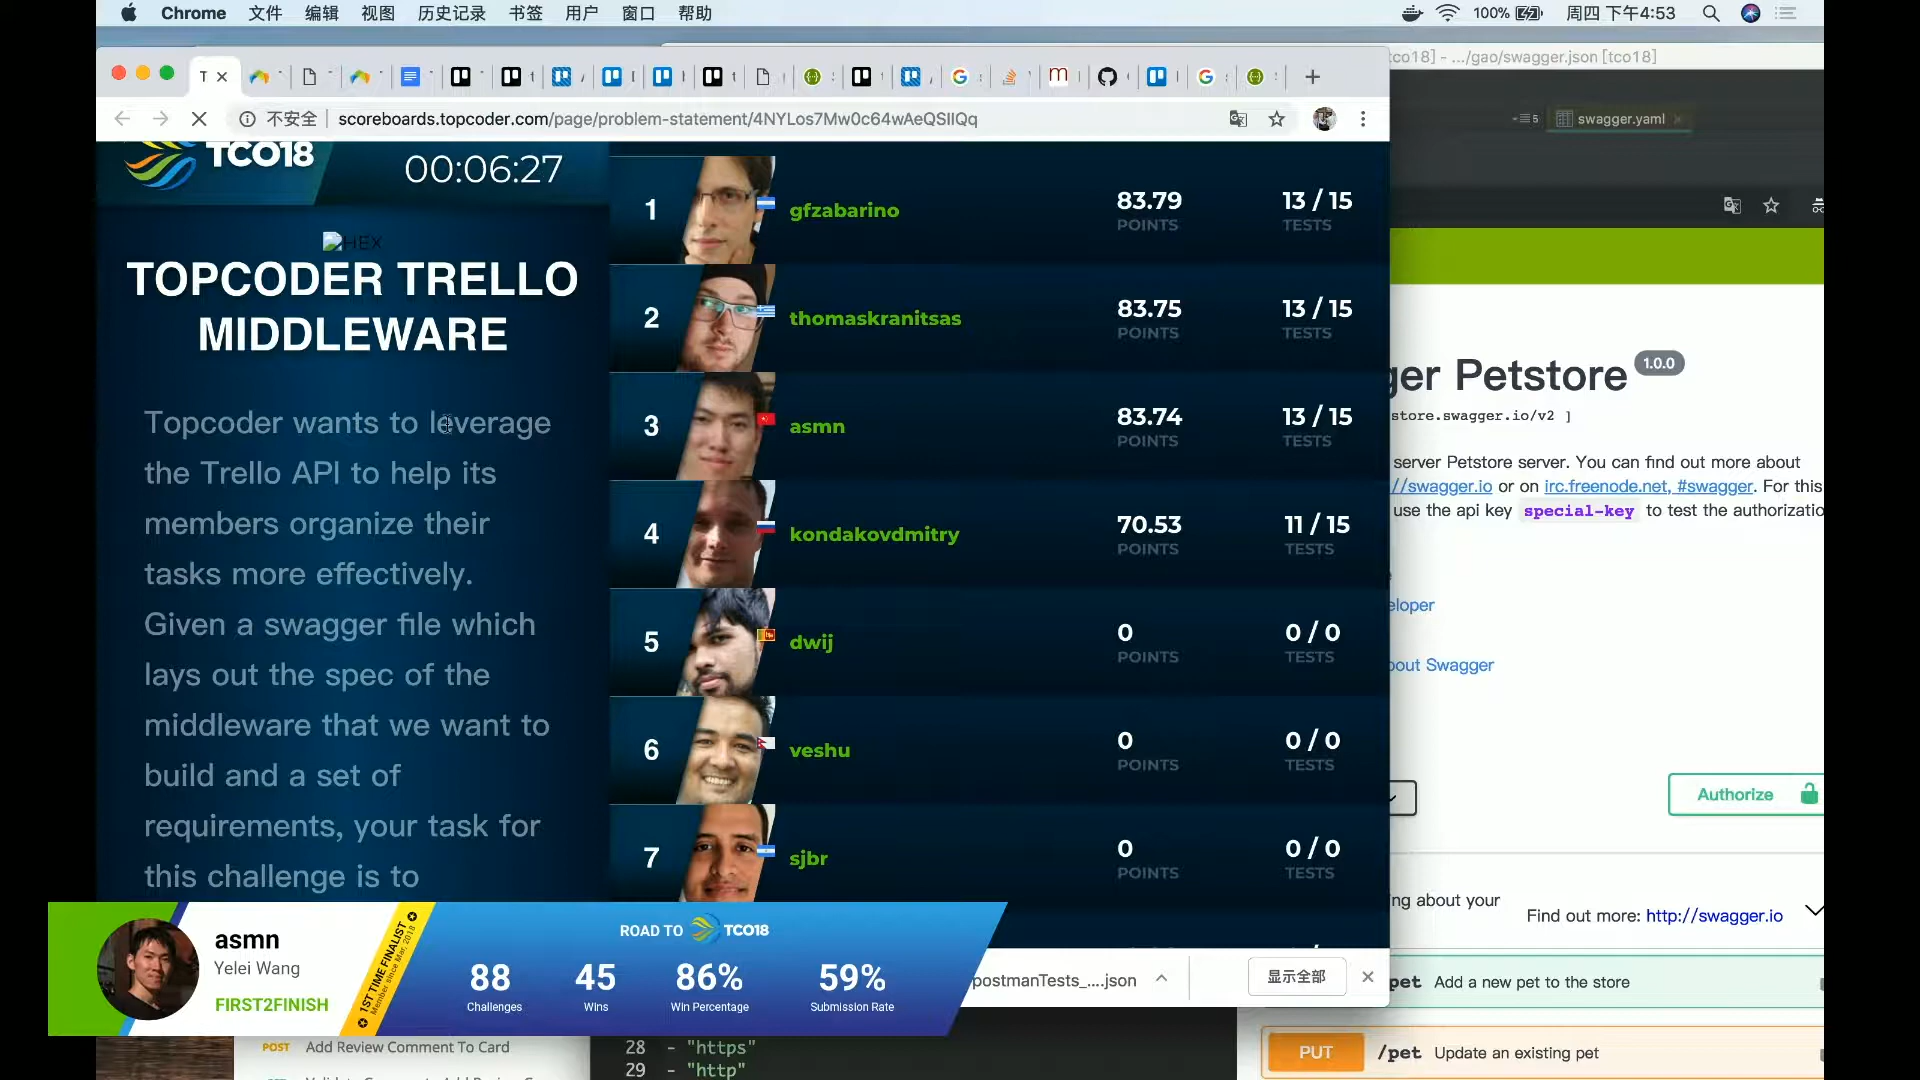 Chrome 文件 编辑 视图 历史记录 书签 用户 窗口 帮助
100% 周四 下午4:53
co18] - .../gao/swagger.json [tco18]
T
不安全 scoreboards.topcoder.com/page/problem-statement/4NYLos7Mw0c64wAeQSIIQq
5 swagger.yaml
TCO18
00:06:27
HEX
TOPCODER TRELLO
MIDDLEWARE
Topcoder wants to leverage
the Trello API to help its
members organize their
tasks more effectively.
Given a swagger file which
lays out the spec of the
middleware that we want to
build and a set of
requirements, your task for
this challenge is to
1 gfzabarino 83.79 POINTS 13 / 15 TESTS
2 thomaskranitsas 83.75 POINTS 13 / 15 TESTS
3 asmn 83.74 POINTS 13 / 15 TESTS
4 kondakovdmitry 70.53 POINTS 11 / 15 TESTS
5 dwij 0 POINTS 0 / 0 TESTS
6 veshu 0 POINTS 0 / 0 TESTS
7 sjbr 0 POINTS 0 / 0 TESTS
ger Petstore 1.0.0
store.swagger.io/v2 ]
server Petstore server. You can find out more about
//swagger.io or on irc.freenode.net, #swagger. For this
use the api key special-key to test the authorizatio
eloper
bout Swagger
Authorize
ng about your
Find out more: http://swagger.io
pet Add a new pet to the store
PUT /pet Update an existing pet
postmanTests_....json
显示全部
asmn
Yelei Wang
FIRST2FINISH
1ST TIME FINALIST
Member since Mar, 2018
ROAD TO TCO18
88 Challenges
45 Wins
86% Win Percentage
59% Submission Rate
POST Add Review Comment To Card
28 - "https"
29 - "http"